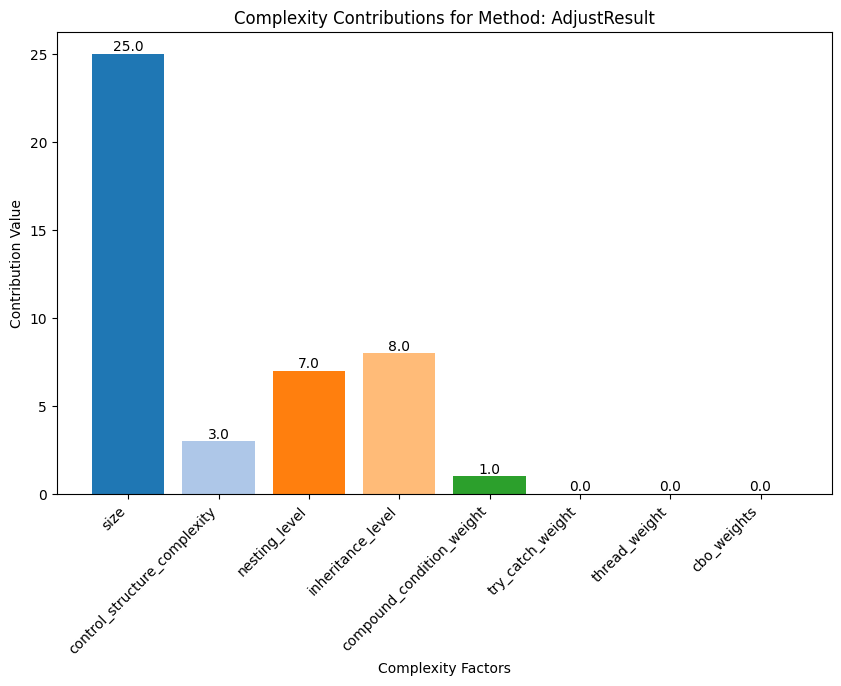 Complexity Contributions for Method: AdjustResult
Contribution Value
25
20
15
10
5
0
25.0
3.0
7.0
8.0
1.0
0.0
0.0
0.0
size
control_structure_complexity
nesting_level
inheritance_level
compound_condition_weight
try_catch_weight
thread_weight
cbo_weights
Complexity Factors